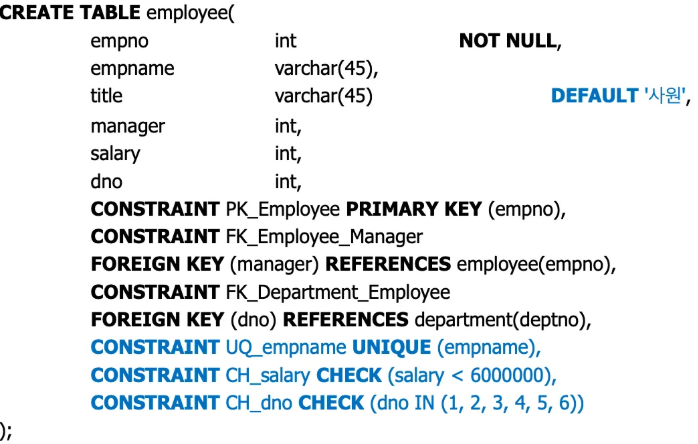 CREATE TABLE employee(
empno int NOT NULL,
empname varchar(45),
title varchar(45) DEFAULT '사원',
manager int,
salary int,
dno int,
CONSTRAINT PK_Employee PRIMARY KEY (empno),
CONSTRAINT FK_Employee_Manager
FOREIGN KEY (manager) REFERENCES employee(empno),
CONSTRAINT FK_Department_Employee
FOREIGN KEY (dno) REFERENCES department(deptno),
CONSTRAINT UQ_empname UNIQUE (empname),
CONSTRAINT CH_salary CHECK (salary < 6000000),
CONSTRAINT CH_dno CHECK (dno IN (1, 2, 3, 4, 5, 6))
);